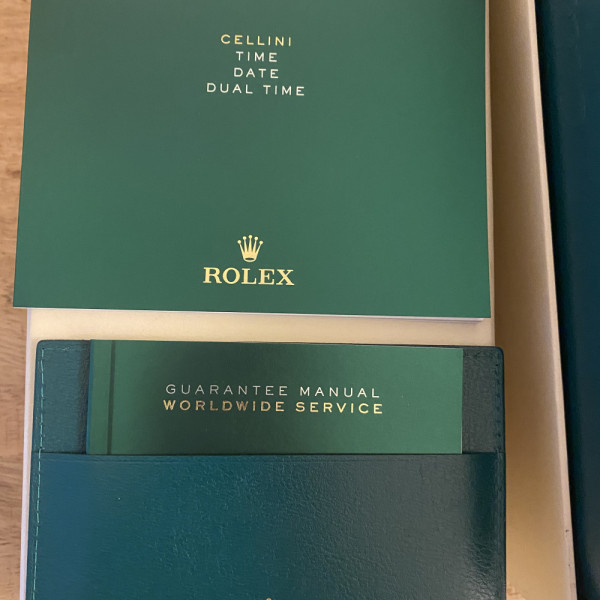 CELLINI
TIME
DATE
DUAL TIME
ROLEX
GUARANTEE MANUAL
WORLDWIDE SERVICE